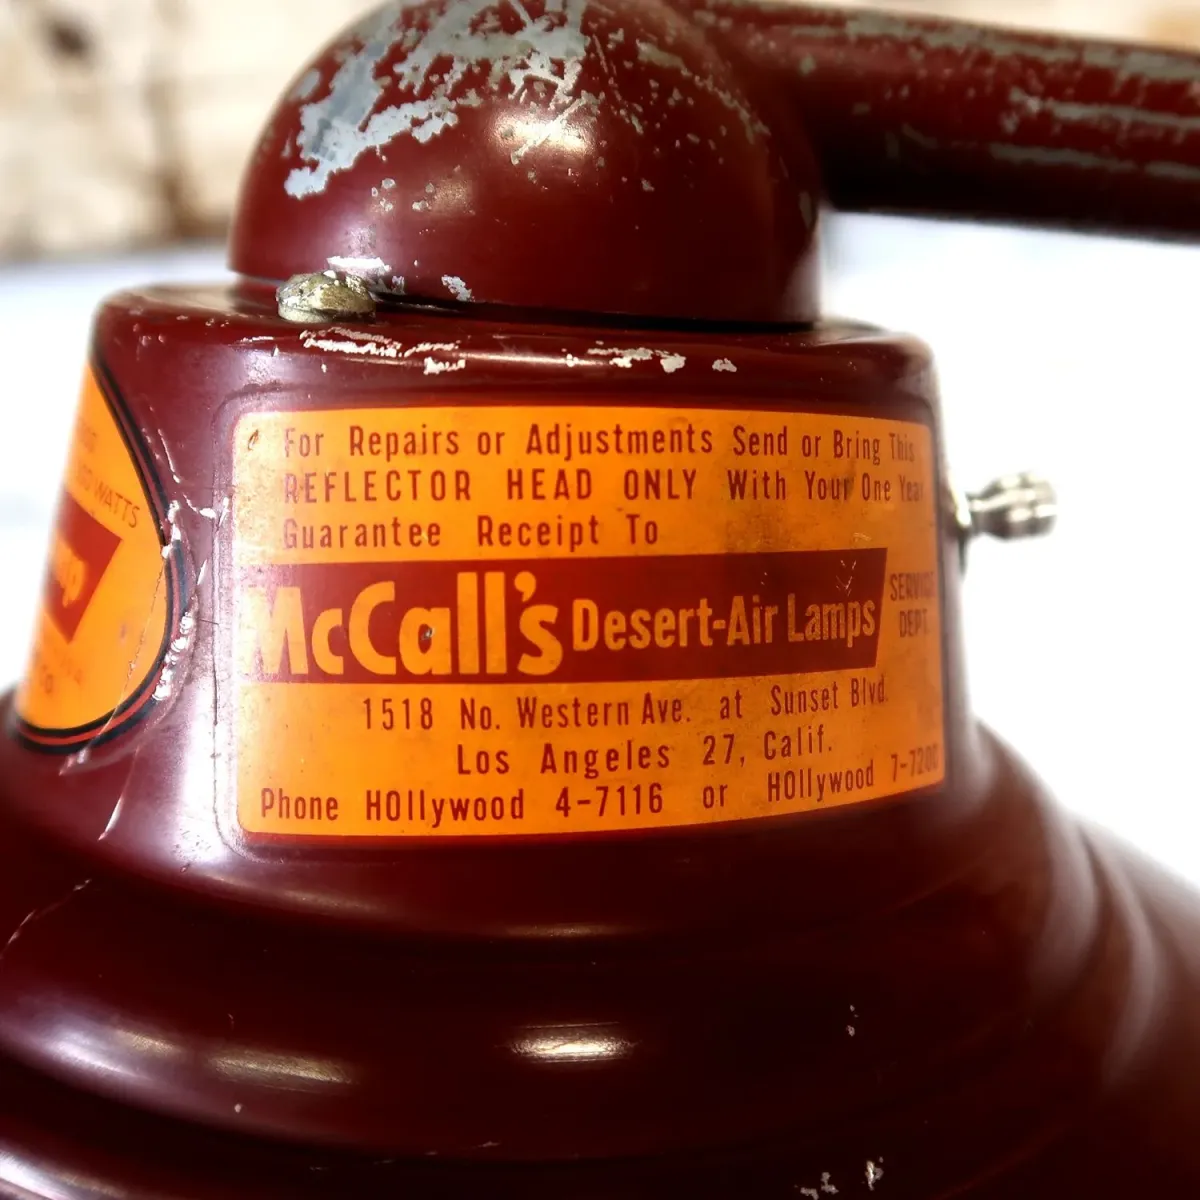 For Repairs or Adjustments Send or Bring This
REFLECTOR HEAD ONLY With Your One Year
Guarantee Receipt To
McCall's Desert-Air Lamps SERVICE DEPT.
1518 No. Western Ave. at Sunset Blvd.
Los Angeles 27, Calif.
Phone HOllywood 4-7116 or HOllywood
WATTS